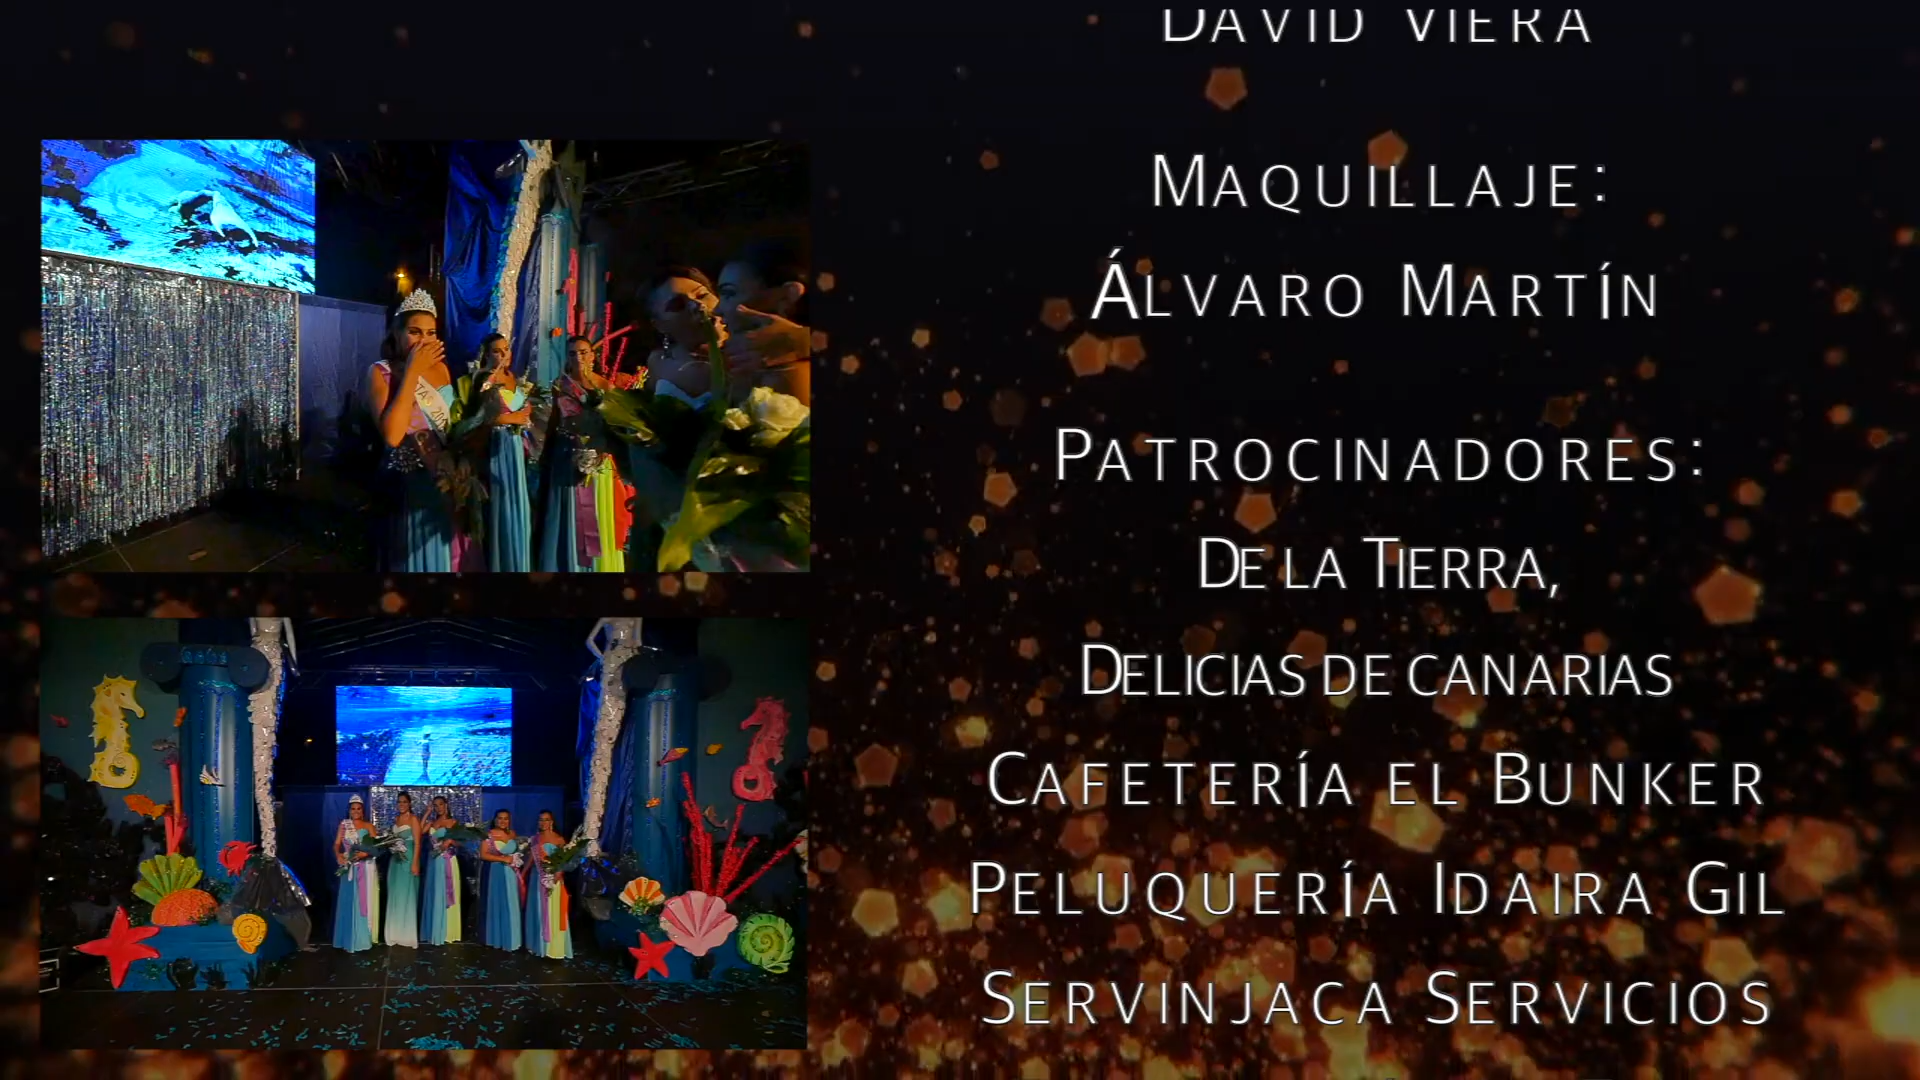 DAVID VIERA
MAQUILLAJE:
ÁLVARO MARTÍN
PATROCINADORES:
DE LA TIERRA,
DELICIAS DE CANARIAS
CAFETERÍA EL BUNKER
PELUQUERÍA IDAIRA GIL
SERVINJACA SERVICIOS